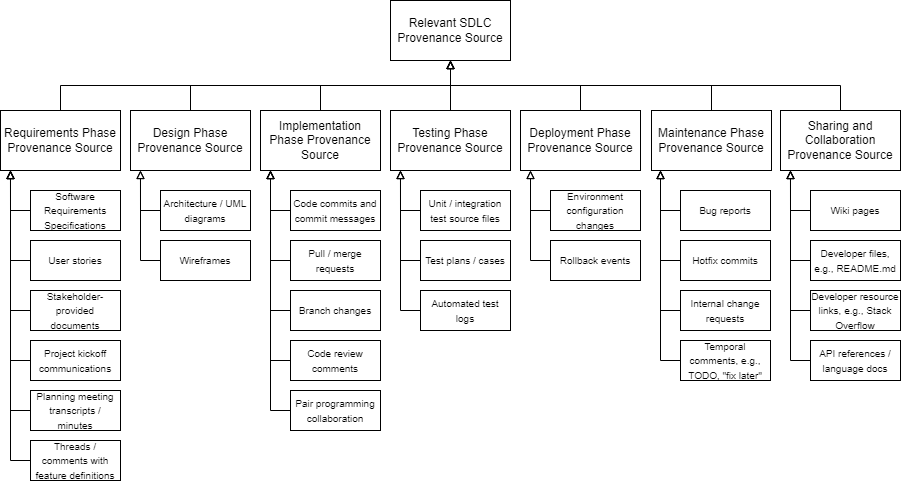 Relevant SDLC
Provenance Source
Requirements Phase
Provenance Source
Design Phase
Provenance Source
Implementation
Phase Provenance
Source
Testing Phase
Provenance Source
Deployment Phase
Provenance Source
Maintenance Phase
Provenance Source
Sharing and
Collaboration
Provenance Source
Software
Requirements
Specifications
User stories
Stakeholder-
provided
documents
Project kickoff
communications
Planning meeting
transcripts /
minutes
Threads /
comments with
feature definitions
Architecture / UML
diagrams
Wireframes
Code commits and
commit messages
Pull / merge
requests
Branch changes
Code review
comments
Pair programming
collaboration
Unit / integration
test source files
Test plans / cases
Automated test
logs
Environment
configuration
changes
Rollback events
Bug reports
Hotfix commits
Internal change
requests
Temporal
comments, e.g.,
TODO, "fix later"
Wiki pages
Developer files,
e.g., README.md
Developer resource
links, e.g., Stack
Overflow
API references /
language docs